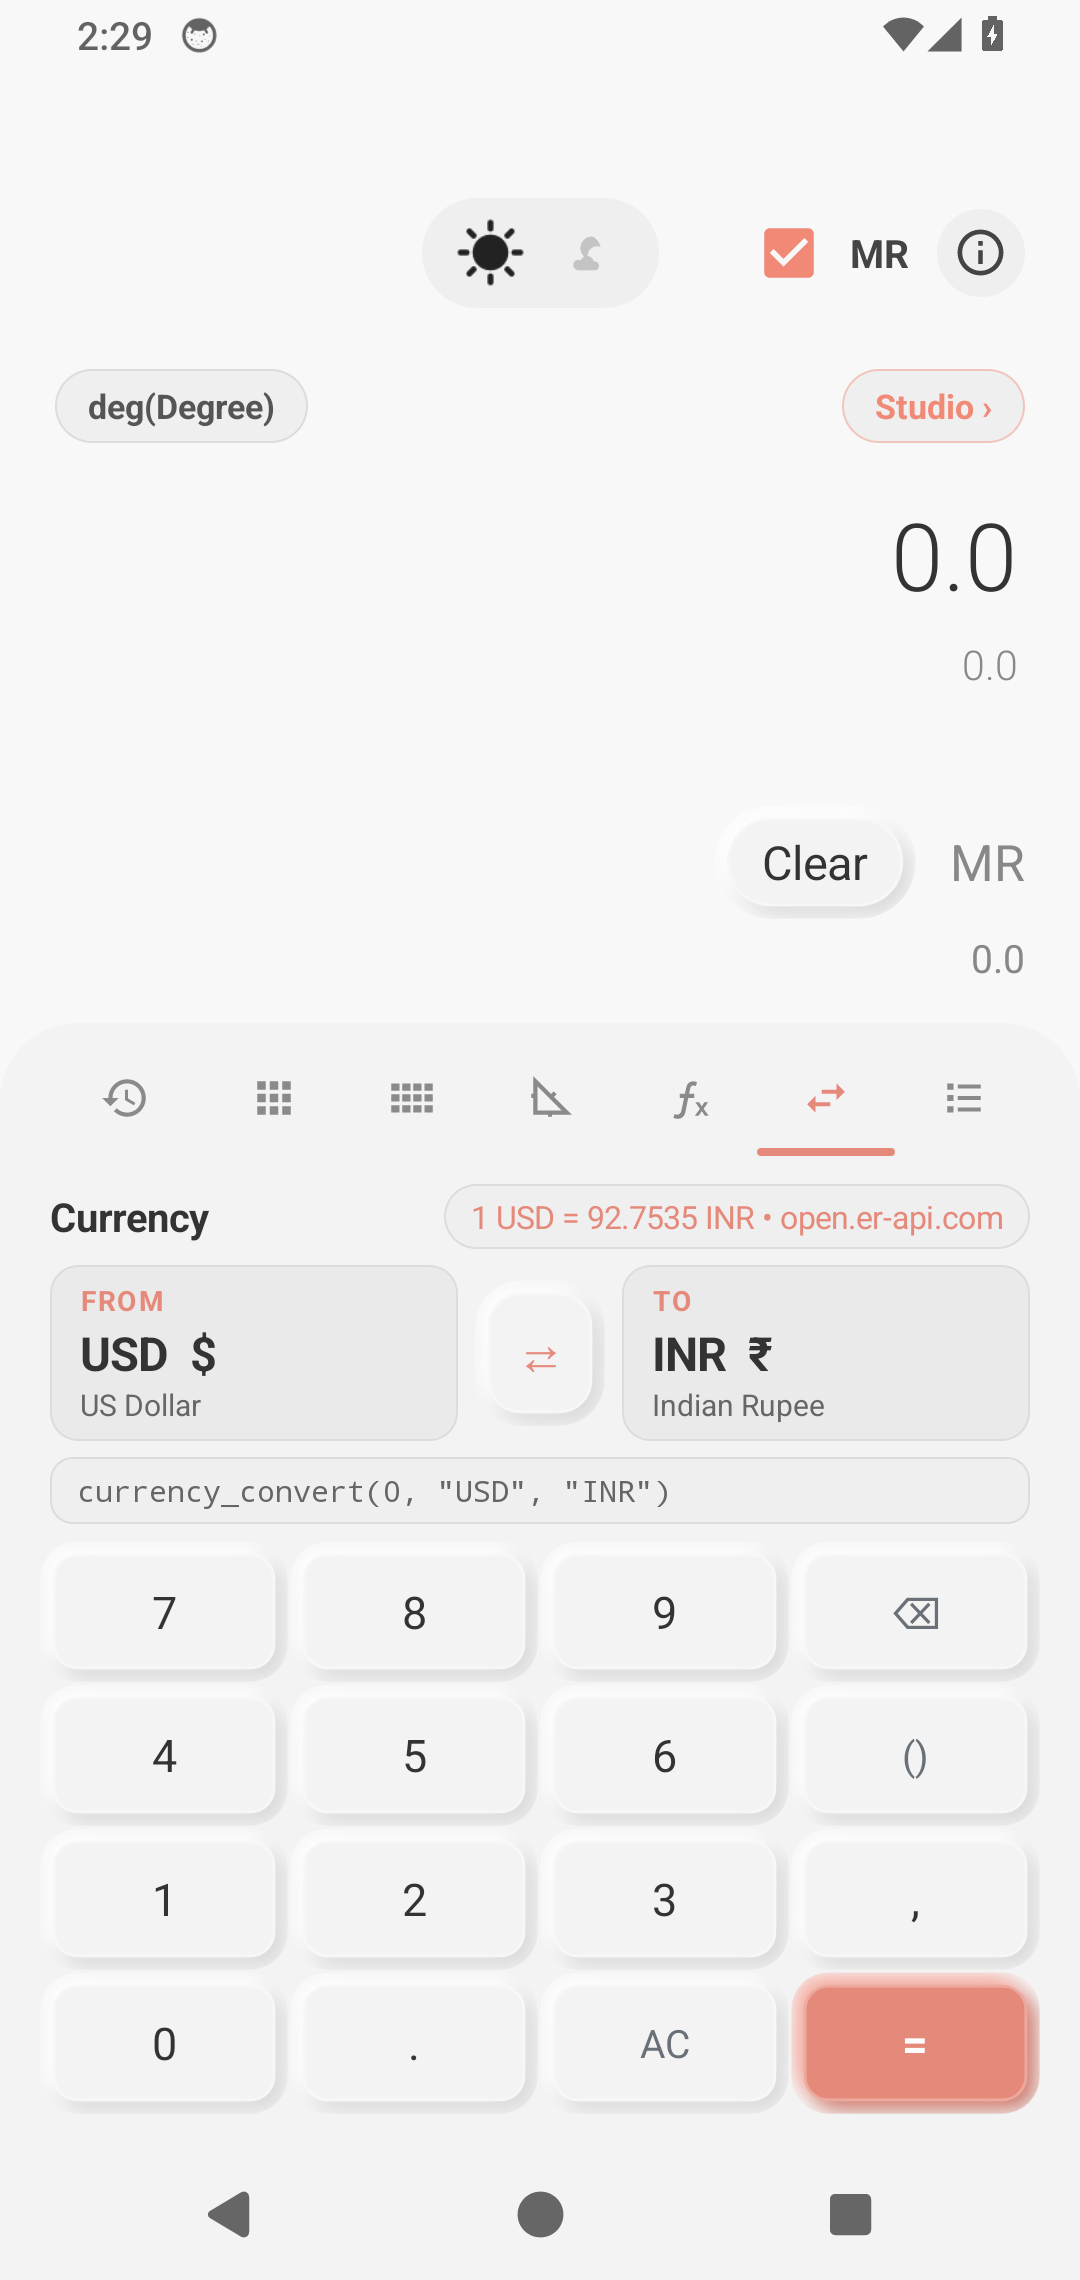 2:29
MR
deg(Degree)
Studio ›
0.0
0.0
Clear
MR
0.0
fx
Currency
1 USD = 92.7535 INR • open.er-api.com
FROM
USD $
US Dollar
⇄
TO
INR ₹
Indian Rupee
currency_convert(0, "USD", "INR")
7 8 9 ⌫
4 5 6 ()
1 2 3 ,
0 . AC =